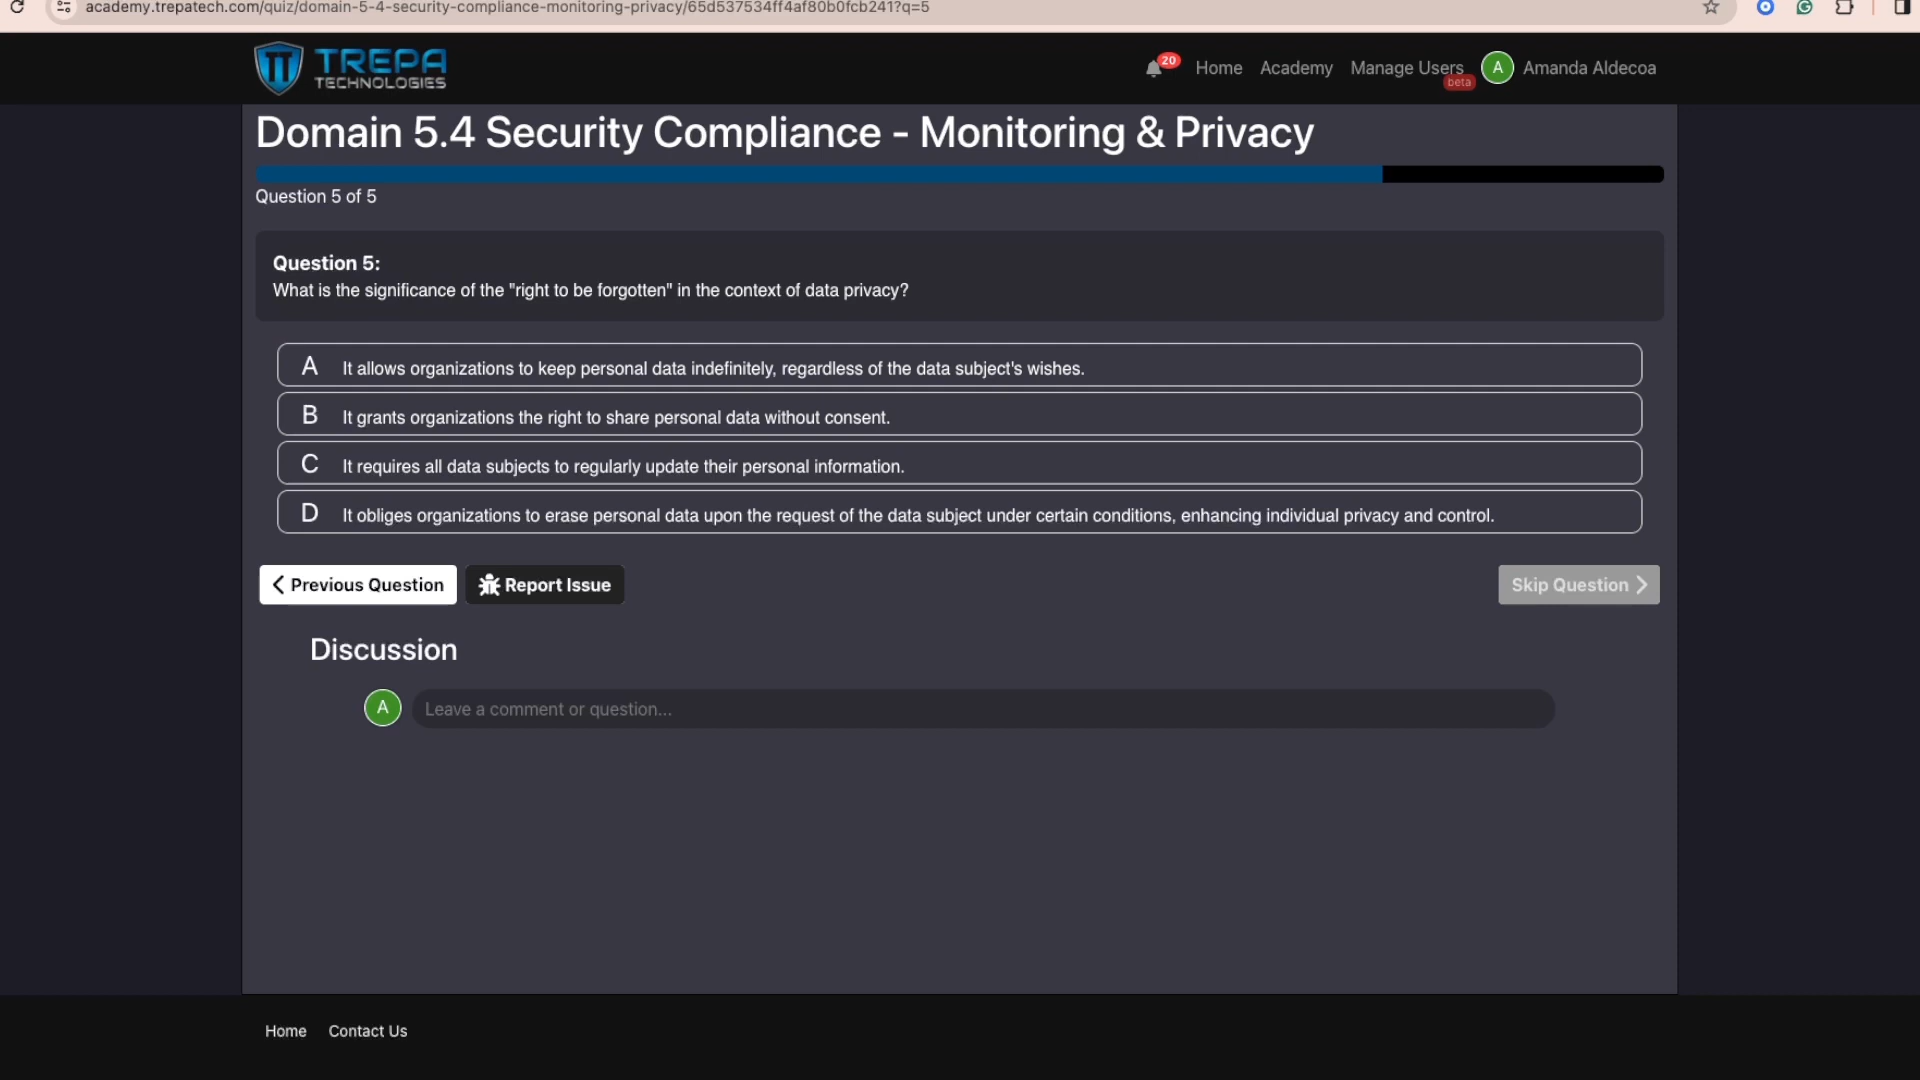 academy.trepatech.com/quiz/domain-5-4-security-compliance-monitoring-privacy/65d537534ff4af80b0fcb241?q=5
TREPA
TECHNOLOGIES
20
Home
Academy
Manage Users
beta
A
Amanda Aldecoa
Domain 5.4 Security Compliance - Monitoring & Privacy
Question 5 of 5
Question 5:
What is the significance of the "right to be forgotten" in the context of data privacy?
A It allows organizations to keep personal data indefinitely, regardless of the data subject's wishes.
B It grants organizations the right to share personal data without consent.
C It requires all data subjects to regularly update their personal information.
D It obliges organizations to erase personal data upon the request of the data subject under certain conditions, enhancing individual privacy and control.
Previous Question
Report Issue
Skip Question
Discussion
A
Leave a comment or question...
Home
Contact Us